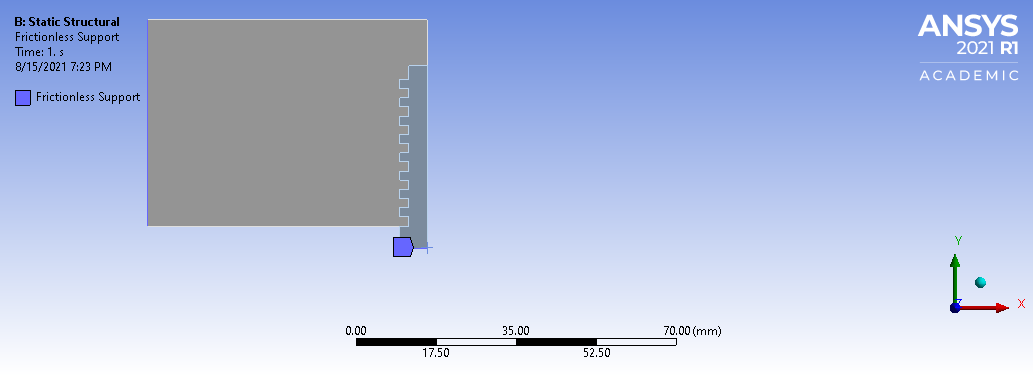 B: Static Structural
Frictionless Support
Time: 1. s
8/15/2021 7:23 PM
Frictionless Support
ANSYS
2021 R1
ACADEMIC
Y
Z
X
0.00
35.00
70.00 (mm)
17.50
52.50